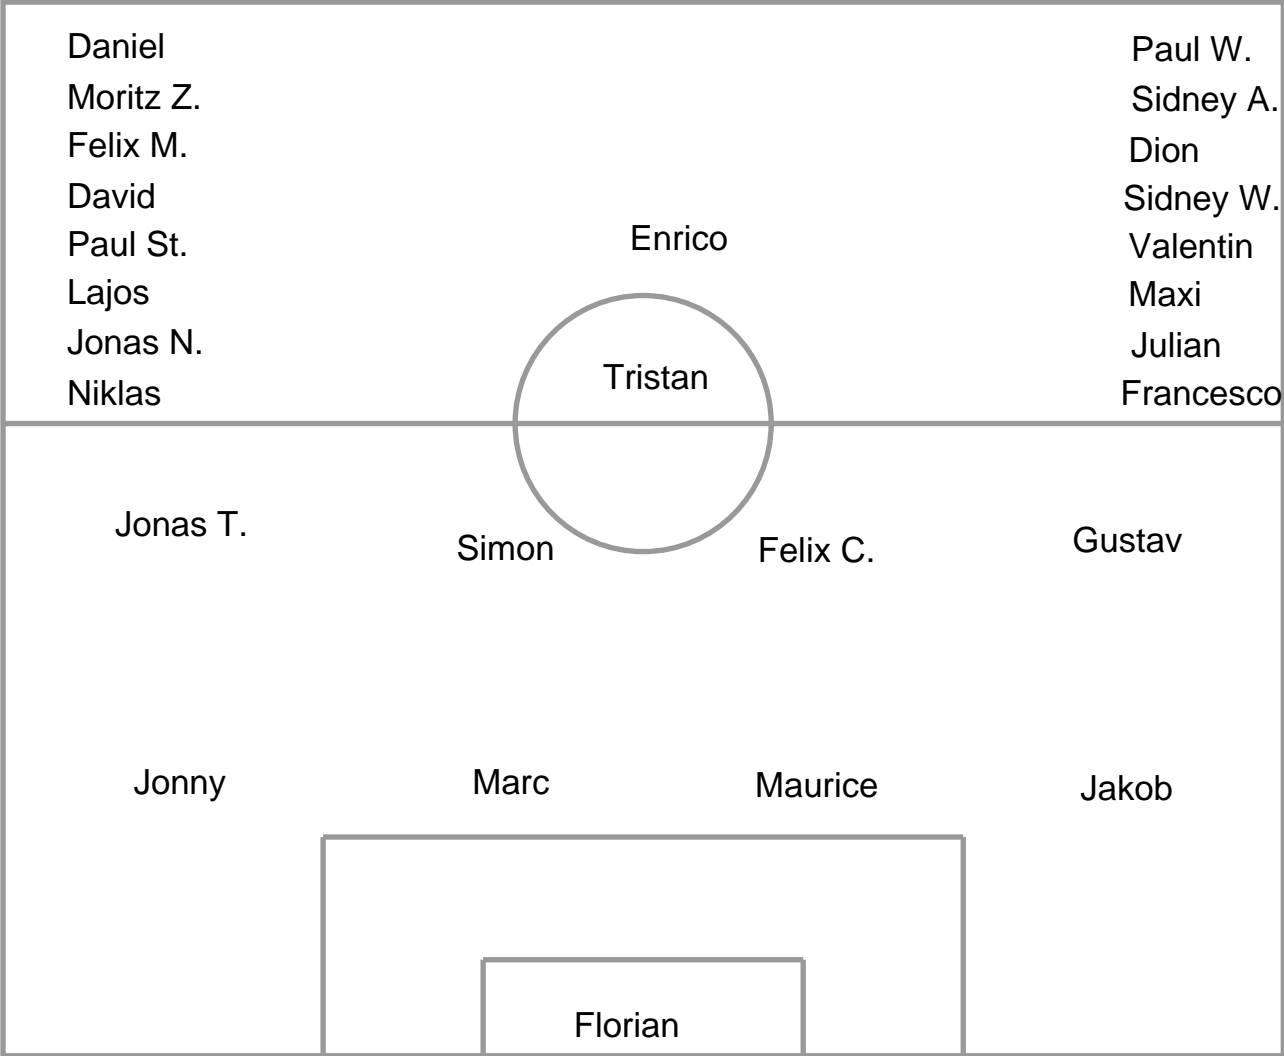 Daniel
Moritz Z.
Felix M.
David
Paul St.
Lajos
Jonas N.
Niklas
Paul W.
Sidney A.
Dion
Sidney W.
Valentin
Maxi
Julian
Francesco
Enrico
Tristan
Jonas T.
Simon
Felix C.
Gustav
Jonny
Marc
Maurice
Jakob
Florian